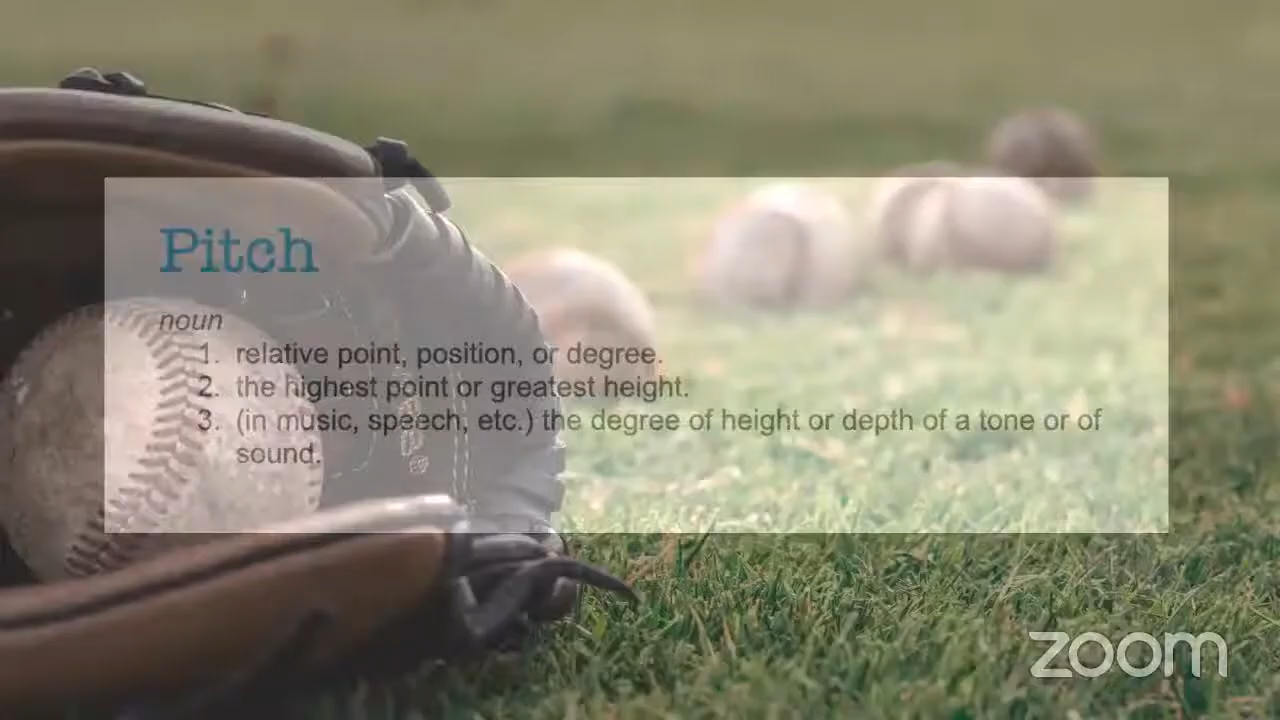 Pitch
noun
1. relative point, position, or degree.
2. the highest point or greatest height.
3. (in music, speech, etc.) the degree of height or depth of a tone or of
sound.
zoom